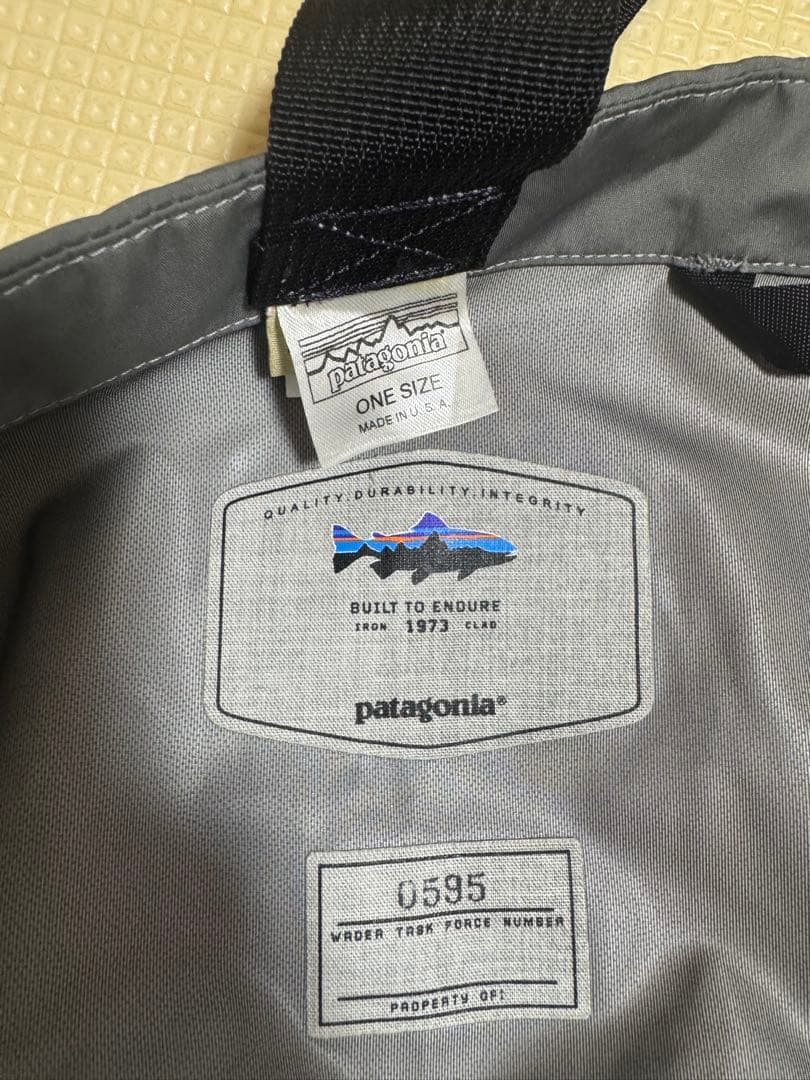 patagonia®
ONE SIZE
MADE IN U.S.A.
QUALITY.DURABILITY.INTEGRITY
BUILT TO ENDURE
IRON 1973 CLAD
patagonia®
0595
WADER TASK FORCE NUMBER
PROPERTY OF: